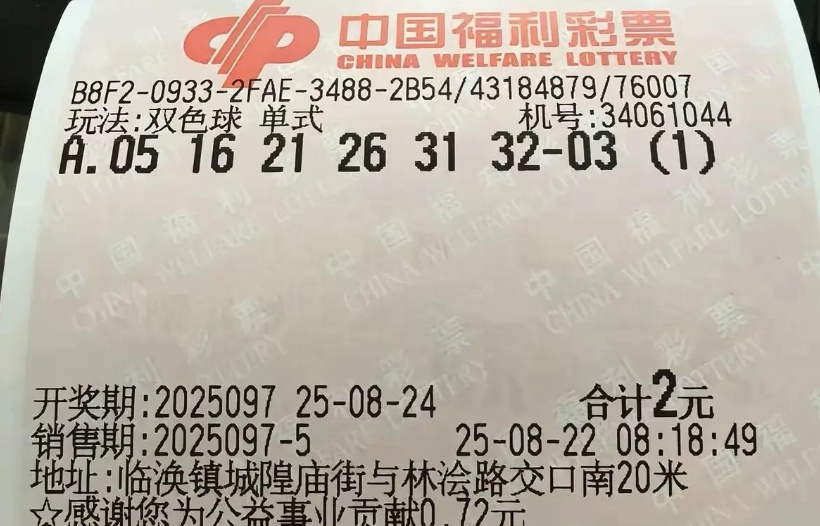 中国福利彩票
CHINA WELFARE LOTTERY
B8F2-0933-2FAE-3488-2B54/43184879/76007
玩法:双色球 单式 机号:34061044
A.05 16 21 26 31 32-03 (1)
开奖期:2025097 25-08-24 合计2元
销售期:2025097-5 25-08-22 08:18:49
地址:临涣镇城隍庙街与林浍路交口南20米
☆感谢您为公益事业贡献0.72元